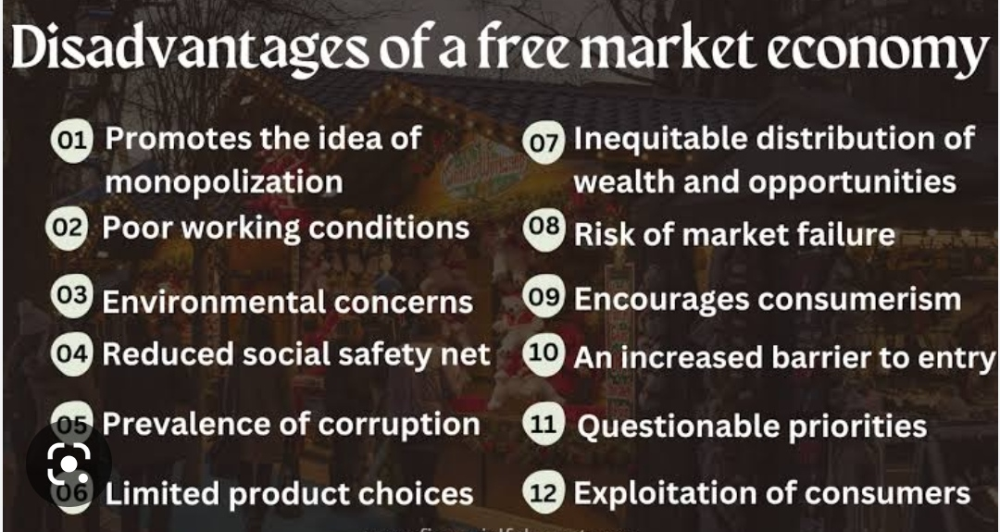 Disadvantages of a free market economy
01 Promotes the idea of
monopolization
02 Poor working conditions
03 Environmental concerns
04 Reduced social safety net
05 Prevalence of corruption
06 Limited product choices
07 Inequitable distribution of
wealth and opportunities
08 Risk of market failure
09 Encourages consumerism
10 An increased barrier to entry
11 Questionable priorities
12 Exploitation of consumers